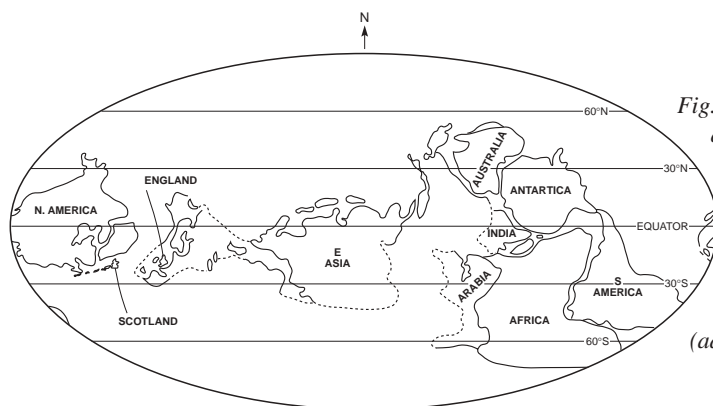 N
60°N
Fig.
AUSTRALIA
30°N
ENGLAND
ANTARTICA
N. AMERICA
EQUATOR
INDIA
E
ASIA
ARABIA
30°S
S
AMERICA
SCOTLAND
AFRICA
60°S